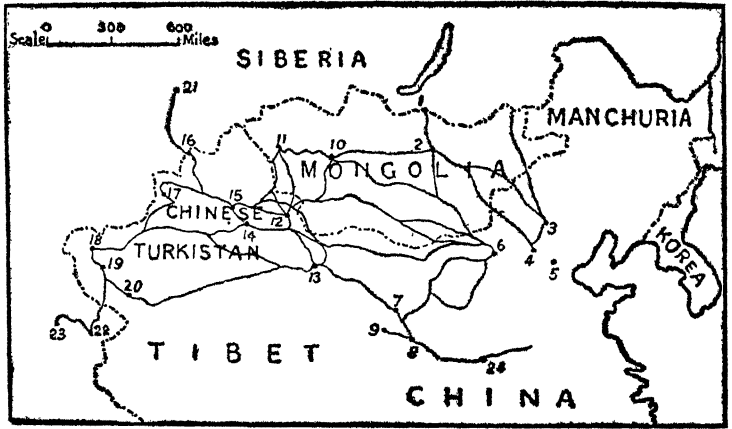 0 300 600
Scale Miles
SIBERIA
21
1
MANCHURIA
16
11
10
2
MONGOLIA
17
15
CHINESE
12
3
18
14
6
4
KOREA
TURKISTAN
19
13
5
20
7
23
22
9
8
24
TIBET
CHINA